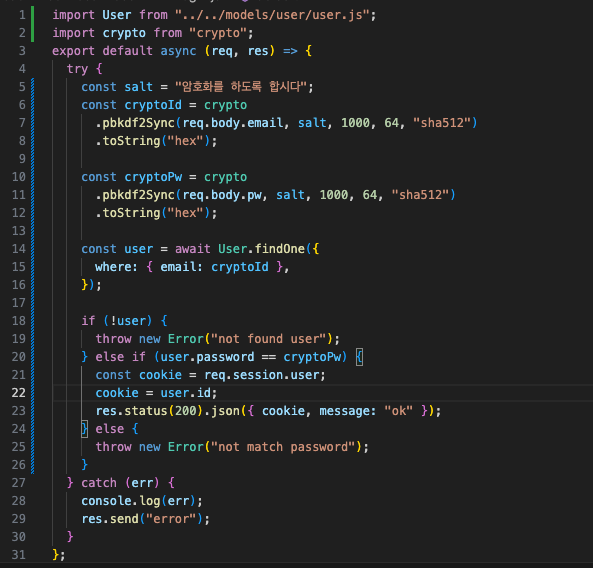 1 import User from "../../models/user/user.js";
2 import crypto from "crypto";
3 export default async (req, res) => {
4 try {
5 const salt = "암호화를 하도록 합시다";
6 const cryptoId = crypto
7 .pbkdf2Sync(req.body.email, salt, 1000, 64, "sha512")
8 .toString("hex");
9
10 const cryptoPw = crypto
11 .pbkdf2Sync(req.body.pw, salt, 1000, 64, "sha512")
12 .toString("hex");
13
14 const user = await User.findOne({
15 where: { email: cryptoId },
16 });
17
18 if (!user) {
19 throw new Error("not found user");
20 } else if (user.password == cryptoPw) {
21 const cookie = req.session.user;
22 cookie = user.id;
23 res.status(200).json({ cookie, message: "ok" });
24 } else {
25 throw new Error("not match password");
26 }
27 } catch (err) {
28 console.log(err);
29 res.send("error");
30 }
31 };